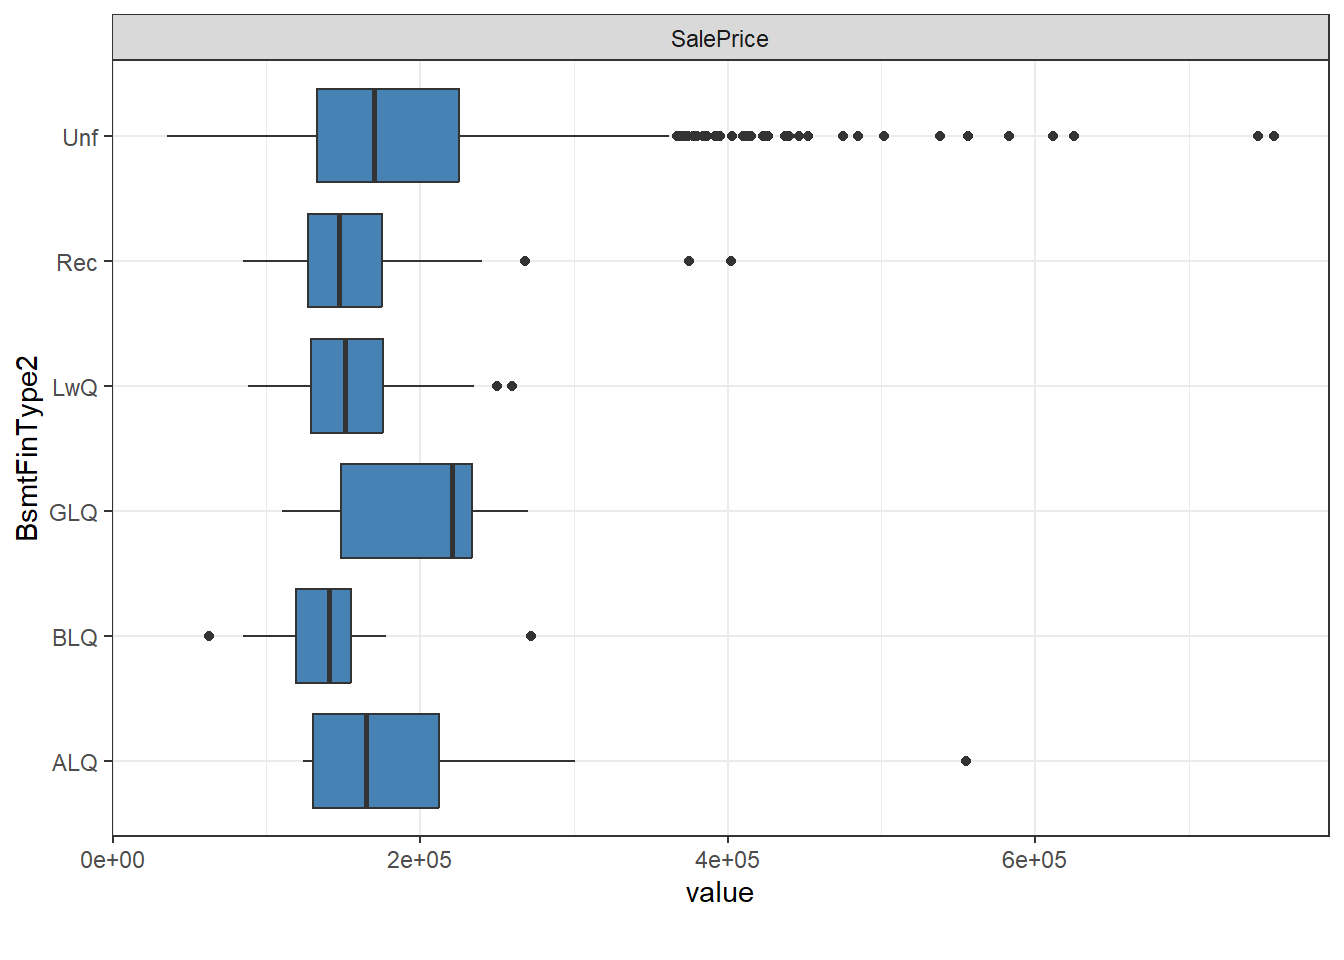 SalePrice
Unf
Rec
LwQ
GLQ
BLQ
ALQ
BsmtFinType2
0e+00 2e+05 4e+05 6e+05
value